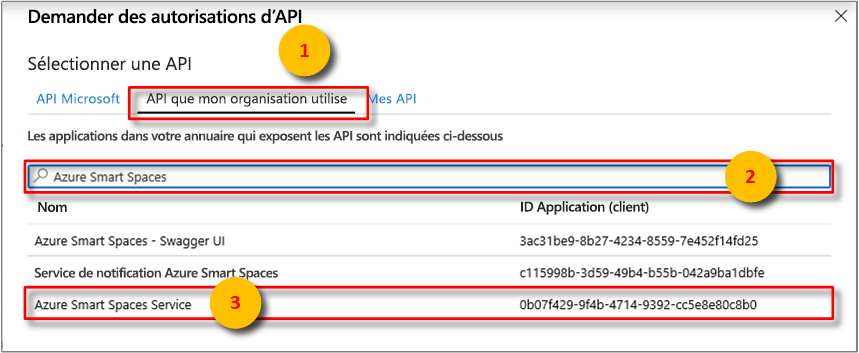 Demander des autorisations d'API
1
Sélectionner une API
API Microsoft API que mon organisation utilise Mes API
Les applications dans votre annuaire qui exposent les API sont indiquées ci-dessous
Azure Smart Spaces 2
Nom ID Application (client)
Azure Smart Spaces - Swagger UI 3ac31be9-8b27-4234-8559-7e452f14fd25
Service de notification Azure Smart Spaces c115998b-3d59-49b4-b55b-042a9ba1dbfe
Azure Smart Spaces Service 3 0b07f429-9f4b-4714-9392-cc5e8e80c8b0